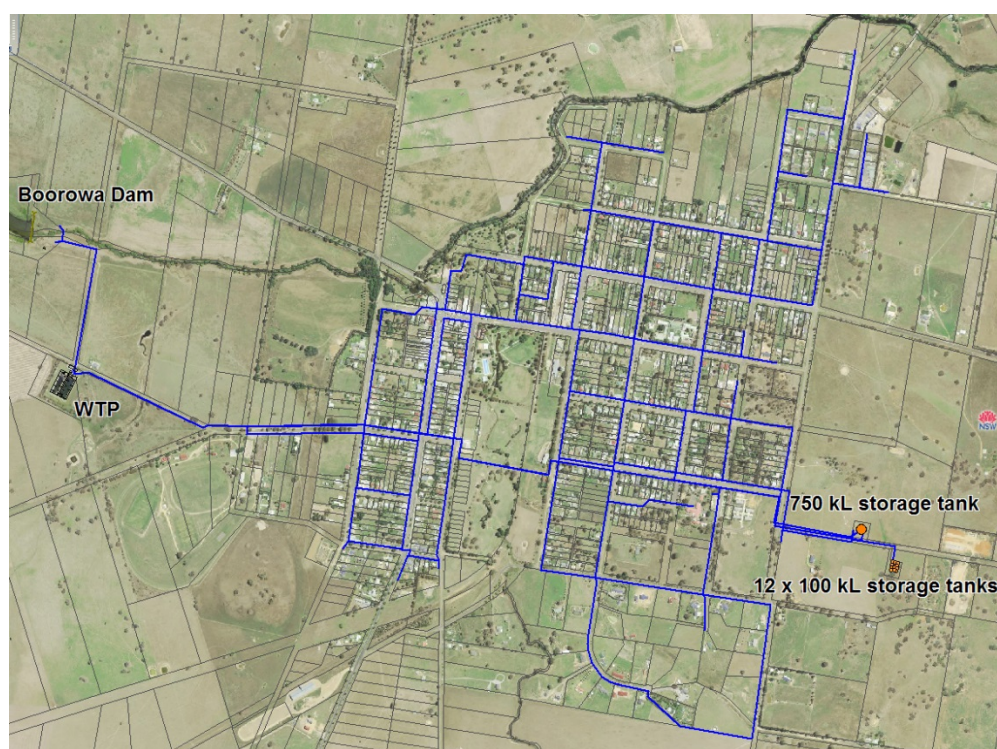 Boorowa Dam
WTP
NSW
750 kL storage tank
12 x 100 kL storage tanks